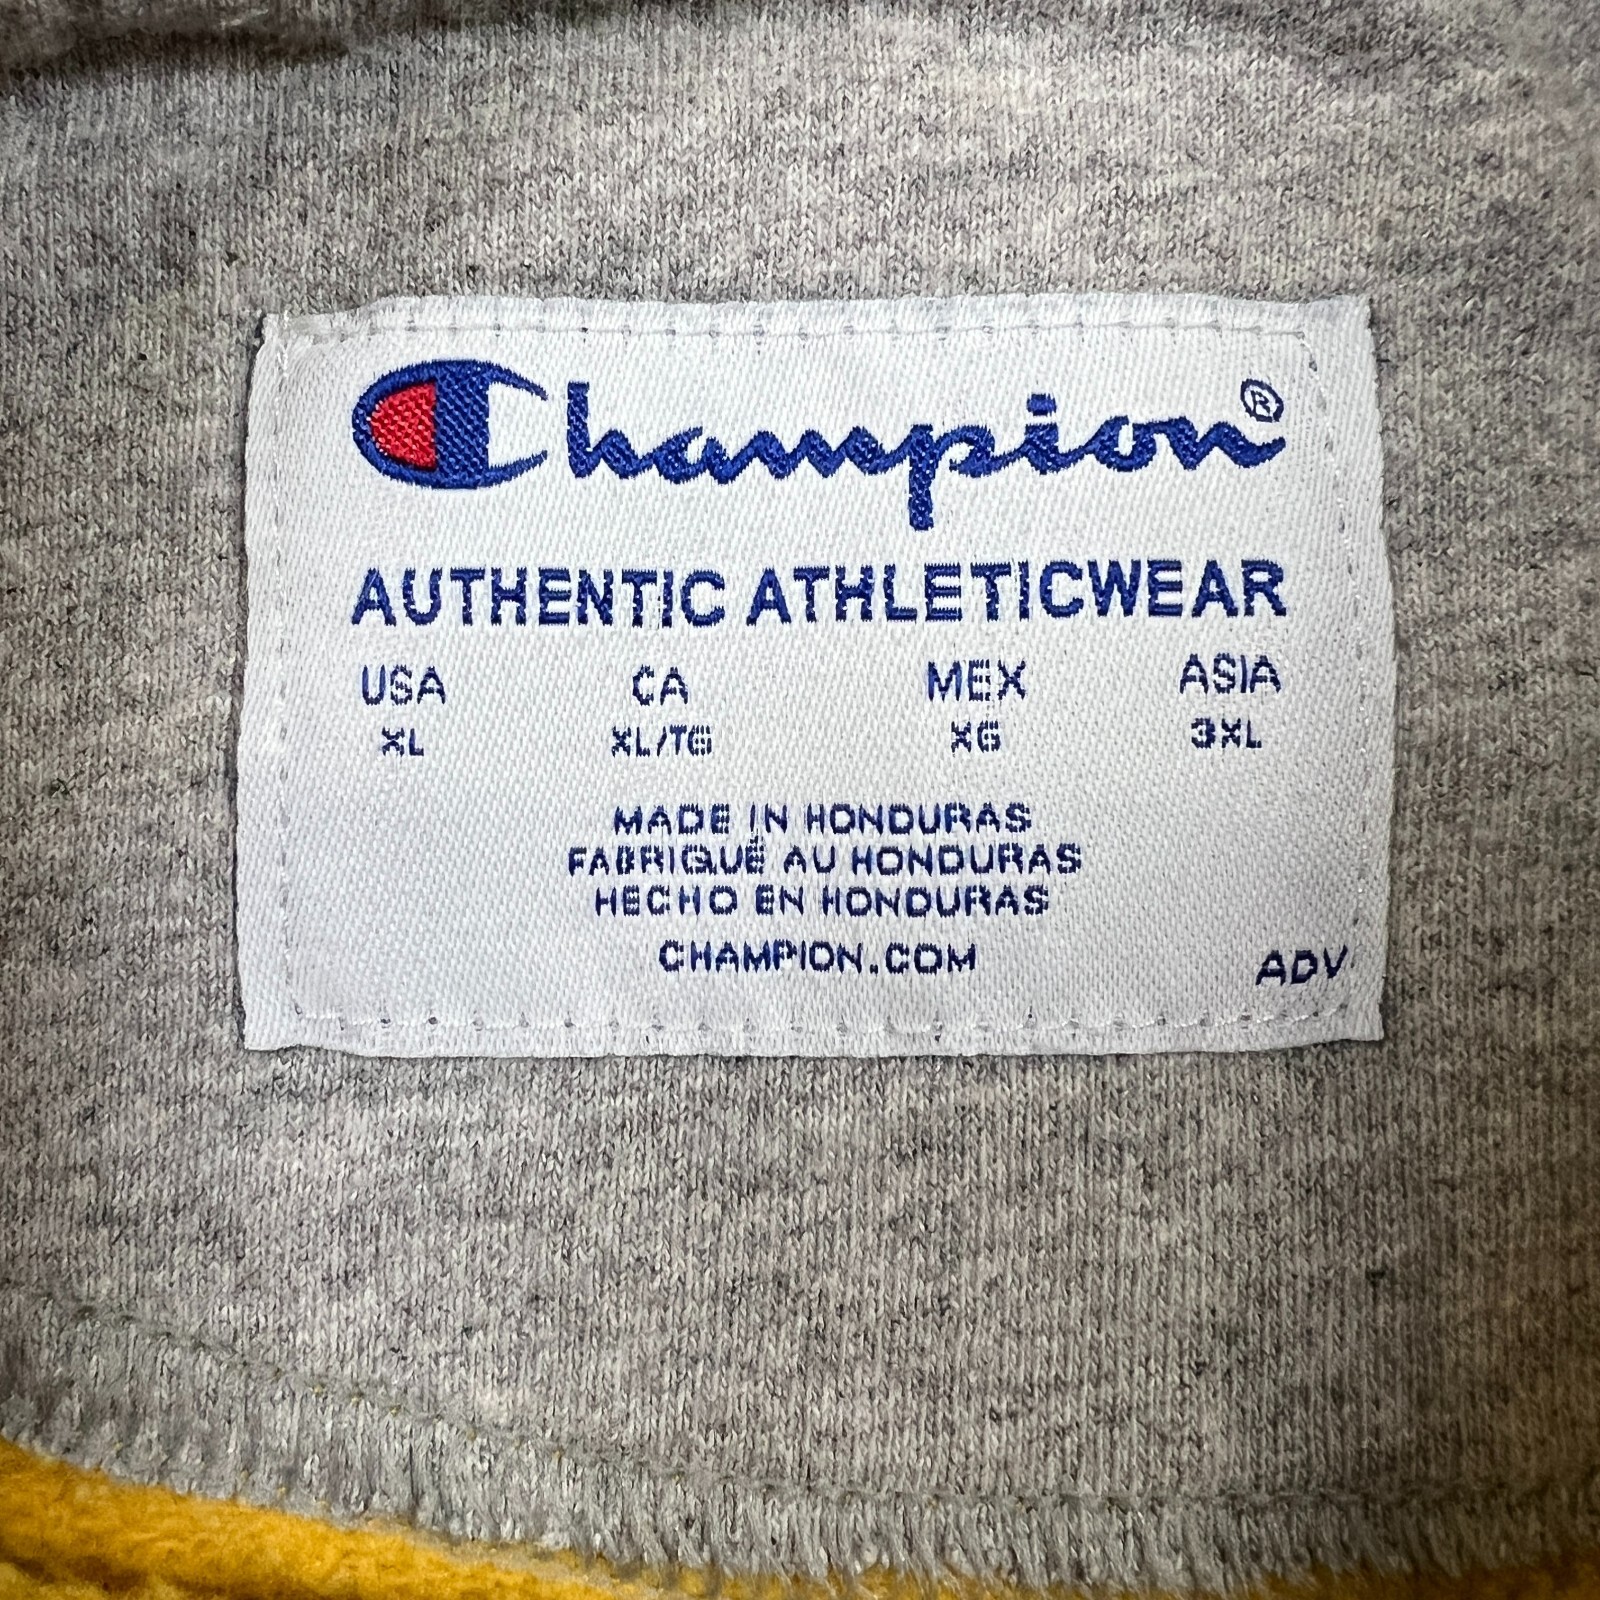 Champion®
AUTHENTIC ATHLETICWEAR
USA CA MEX ASIA
XL XL/TG XG 3XL
MADE IN HONDURAS
FABRIQUÉ AU HONDURAS
HECHO EN HONDURAS
CHAMPION.COM
ADV